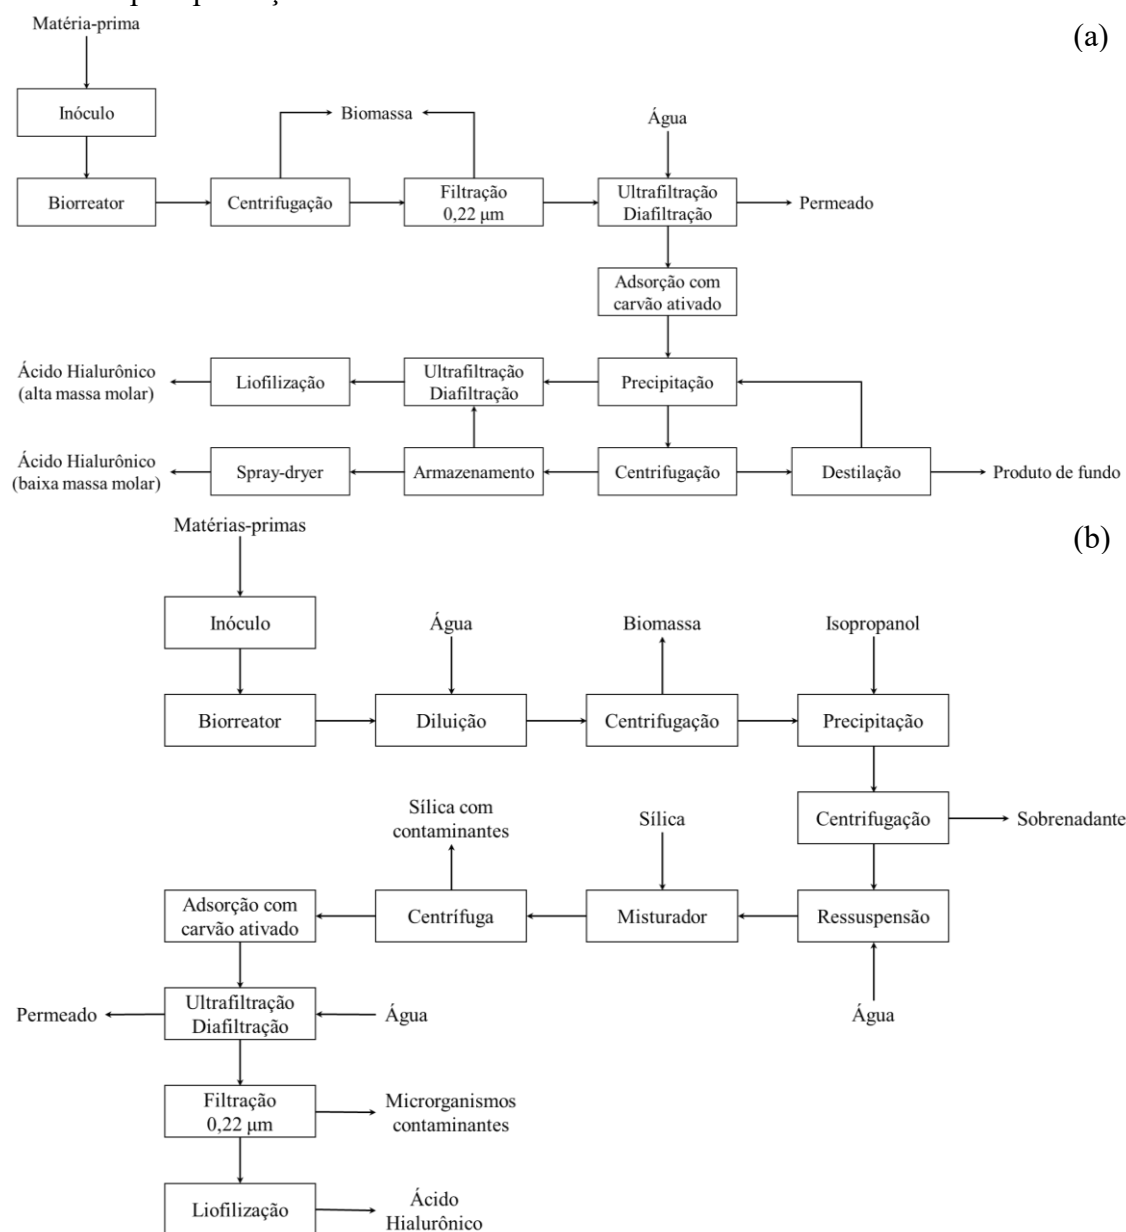 Matéria-prima
(a)
Inóculo
Biomassa
Água
Biorreator
Centrifugação
Filtração
0,22 μm
Ultrafiltração
Diafiltração
Permeado
Adsorção com
carvão ativado
Ácido Hialurônico
(alta massa molar)
Liofilização
Ultrafiltração
Diafiltração
Precipitação
Ácido Hialurônico
(baixa massa molar)
Spray-dryer
Armazenamento
Centrifugação
Destilação
Produto de fundo
Matérias-primas
(b)
Inóculo
Água
Biomassa
Isopropanol
Biorreator
Diluição
Centrifugação
Precipitação
Sílica com
contaminantes
Sílica
Centrifugação
Sobrenadante
Adsorção com
carvão ativado
Centrífuga
Misturador
Ressuspensão
Permeado
Ultrafiltração
Diafiltração
Água
Água
Filtração
0,22 μm
Microrganismos
contaminantes
Liofilização
Ácido
Hialurônico